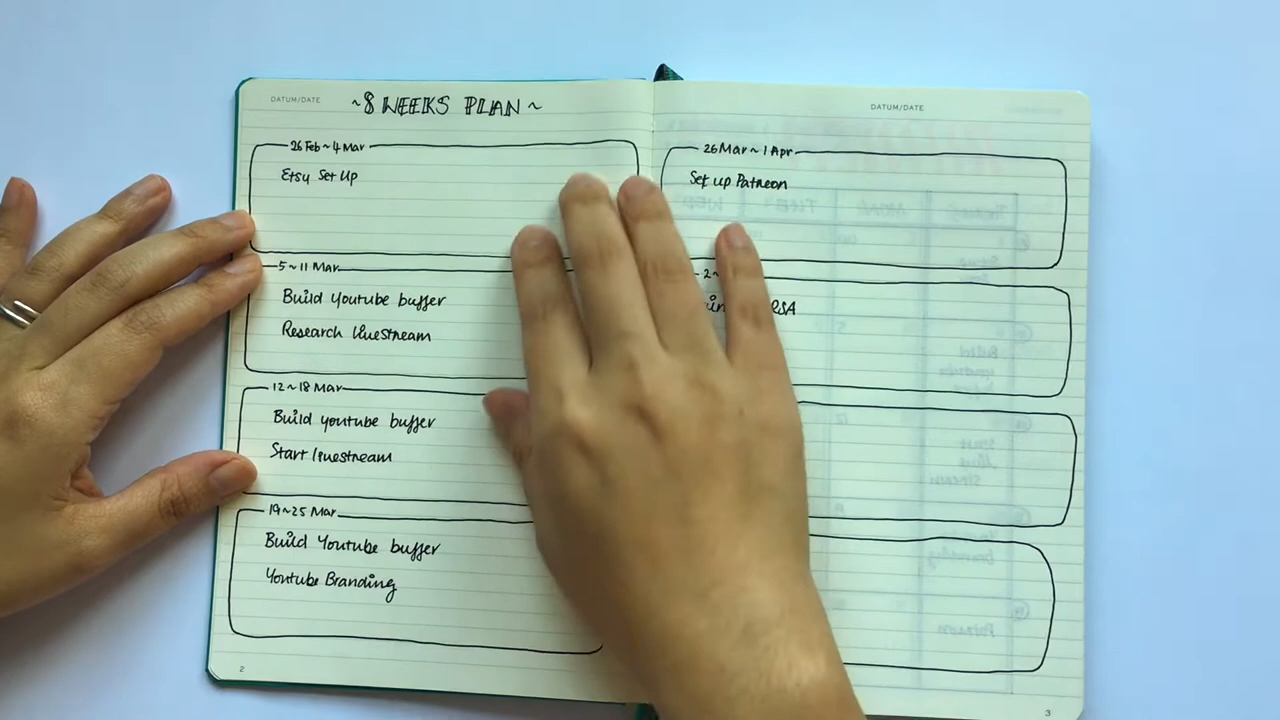 DATUM/DATE
~8 WEEKS PLAN~
26 Feb ~ 4 Mar
Etsy Set Up
5 ~ 11 Mar
Build Youtube buffer
Research livestream
12 ~ 18 Mar
Build youtube buffer
Start livestream
19 ~ 25 Mar
Build Youtube buffer
Youtube Branding
2
DATUM/DATE
26 Mar ~ 1 Apr
Set up Patreon
3